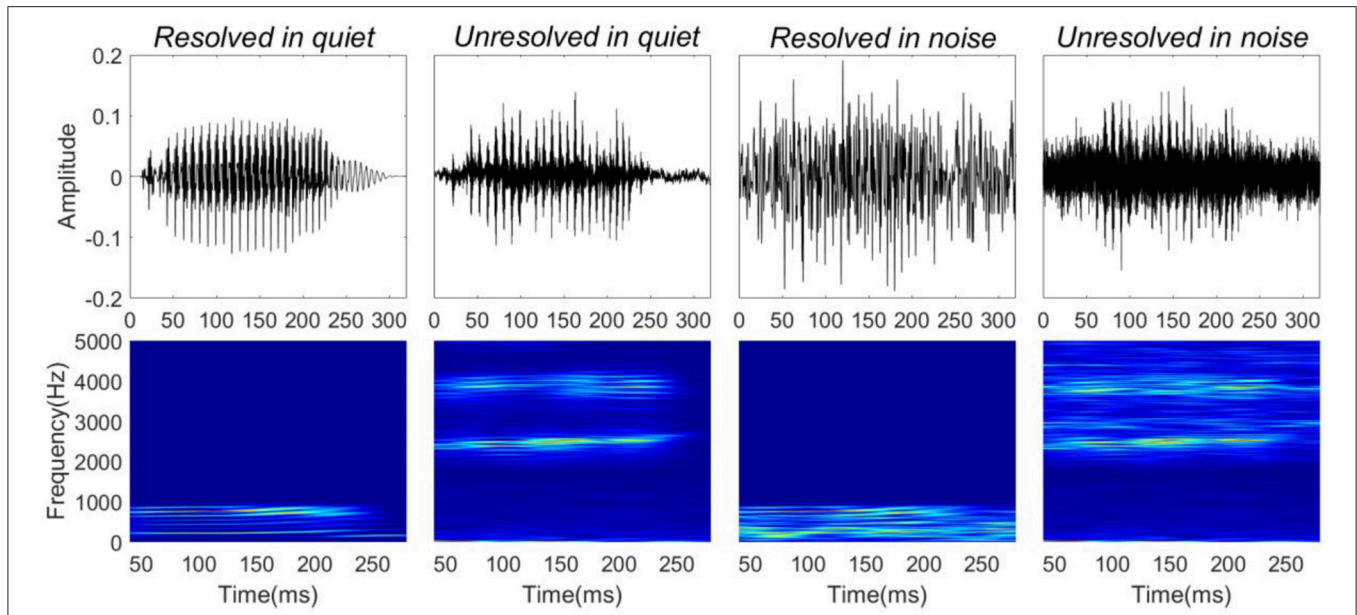 Resolved in quiet
Unresolved in quiet
Resolved in noise
Unresolved in noise
Amplitude
0.2
0.1
0
-0.1
-0.2
0 50 100 150 200 250 300
0 50 100 150 200 250 300
0 50 100 150 200 250 300
0 50 100 150 200 250 300
Frequency(Hz)
5000
4000
3000
2000
1000
0
50 100 150 200 250
50 100 150 200 250
50 100 150 200 250
50 100 150 200 250
Time(ms)
Time(ms)
Time(ms)
Time(ms)